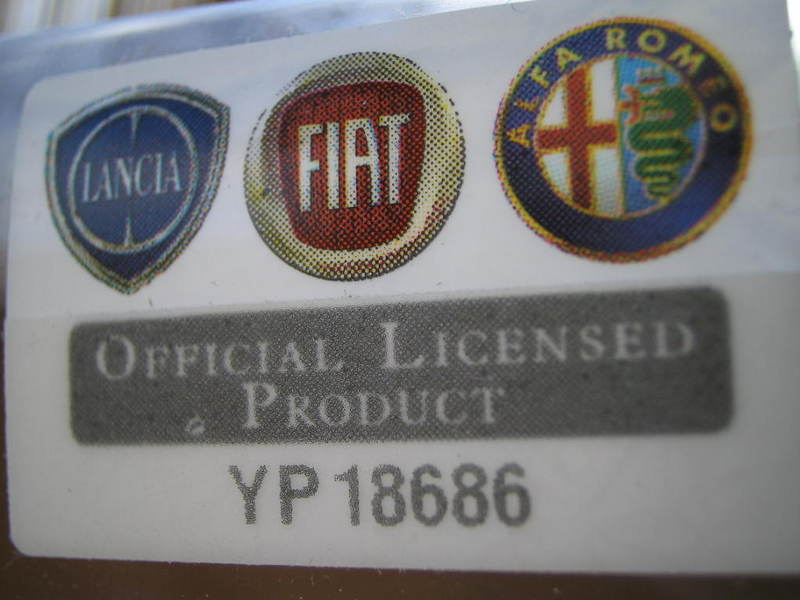 LANCIA
FIAT
ALFA ROMEO
OFFICIAL LICENSED
PRODUCT
YP18686